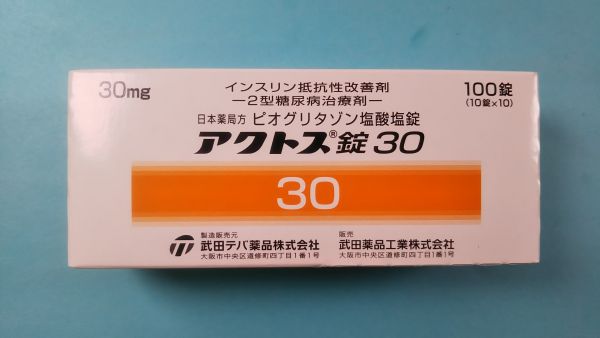 30mg
インスリン抵抗性改善剤
―2型糖尿病治療剤―
100錠
(10錠×10)
日本薬局方 ピオグリタゾン塩酸塩錠
アクトス®錠30
30
製造販売元
武田テバ薬品株式会社
大阪市中央区道修町四丁目1番1号
販売
武田薬品工業株式会社
大阪市中央区道修町四丁目1番1号